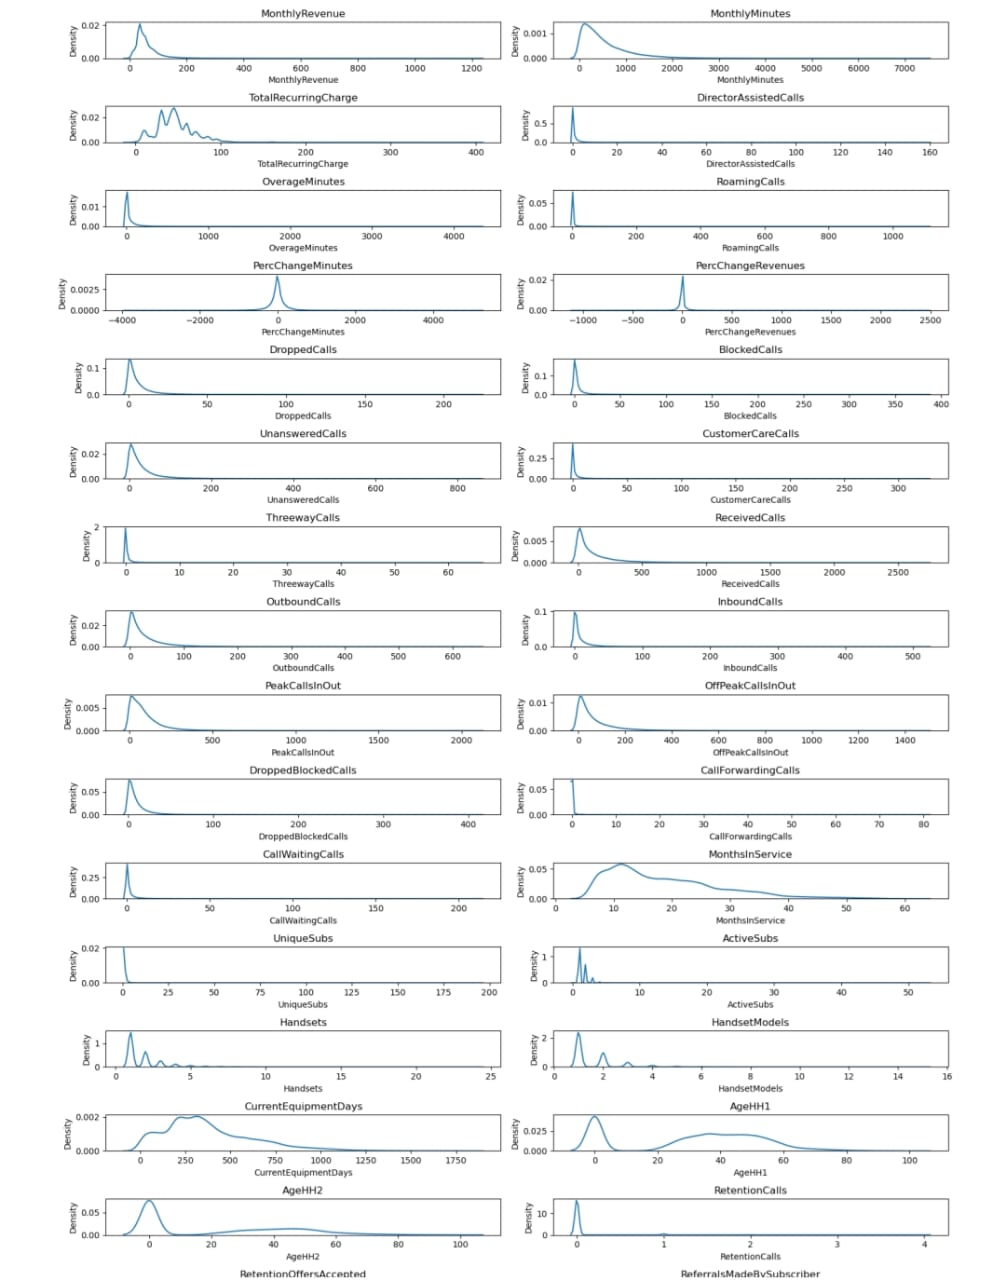 MonthlyRevenue
Density
0.02
0.00
0 200 400 600 800 1000 1200
MonthlyRevenue
MonthlyMinutes
Density
0.001
0.000
0 1000 2000 3000 4000 5000 6000 7000
MonthlyMinutes
TotalRecurringCharge
Density
0.02
0.00
0 100 200 300 400
TotalRecurringCharge
DirectorAssistedCalls
Density
0.5
0.0
0 20 40 60 80 100 120 140 160
DirectorAssistedCalls
OverageMinutes
Density
0.01
0.00
0 1000 2000 3000 4000
OverageMinutes
RoamingCalls
Density
0.05
0.00
0 200 400 600 800 1000
RoamingCalls
PercChangeMinutes
Density
0.0025
0.0000
−4000 −2000 0 2000 4000
PercChangeMinutes
PercChangeRevenues
Density
0.02
0.00
−1000 −500 0 500 1000 1500 2000 2500
PercChangeRevenues
DroppedCalls
Density
0.1
0.0
0 50 100 150 200
DroppedCalls
BlockedCalls
Density
0.1
0.0
0 50 100 150 200 250 300 350 400
BlockedCalls
UnansweredCalls
Density
0.02
0.00
0 200 400 600 800
UnansweredCalls
CustomerCareCalls
Density
0.25
0.00
0 50 100 150 200 250 300
CustomerCareCalls
ThreewayCalls
Density
2
0
0 10 20 30 40 50 60
ThreewayCalls
ReceivedCalls
Density
0.005
0.000
0 500 1000 1500 2000 2500
ReceivedCalls
OutboundCalls
Density
0.02
0.00
0 100 200 300 400 500 600
OutboundCalls
InboundCalls
Density
0.1
0.0
0 100 200 300 400 500
InboundCalls
PeakCallsInOut
Density
0.005
0.000
0 500 1000 1500 2000
PeakCallsInOut
OffPeakCallsInOut
Density
0.01
0.00
0 200 400 600 800 1000 1200 1400
OffPeakCallsInOut
DroppedBlockedCalls
Density
0.05
0.00
0 100 200 300 400
DroppedBlockedCalls
CallForwardingCalls
Density
0.05
0.00
0 10 20 30 40 50 60 70 80
CallForwardingCalls
CallWaitingCalls
Density
0.25
0.00
0 50 100 150 200
CallWaitingCalls
MonthsInService
Density
0.05
0.00
0 10 20 30 40 50 60
MonthsInService
UniqueSubs
Density
0.02
0.00
0 25 50 75 100 125 150 175 200
UniqueSubs
ActiveSubs
Density
1
0
0 10 20 30 40 50
ActiveSubs
Handsets
Density
1
0
0 5 10 15 20 25
Handsets
HandsetModels
Density
2
0
0 2 4 6 8 10 12 14 16
HandsetModels
CurrentEquipmentDays
Density
0.002
0.000
0 250 500 750 1000 1250 1500 1750
CurrentEquipmentDays
AgeHH1
Density
0.025
0.000
0 20 40 60 80 100
AgeHH1
AgeHH2
Density
0.05
0.00
0 20 40 60 80 100
AgeHH2
RetentionCalls
Density
10
0
0 1 2 3 4
RetentionCalls
RetentionOffersAccepted
ReferralsMadeBySubscriber